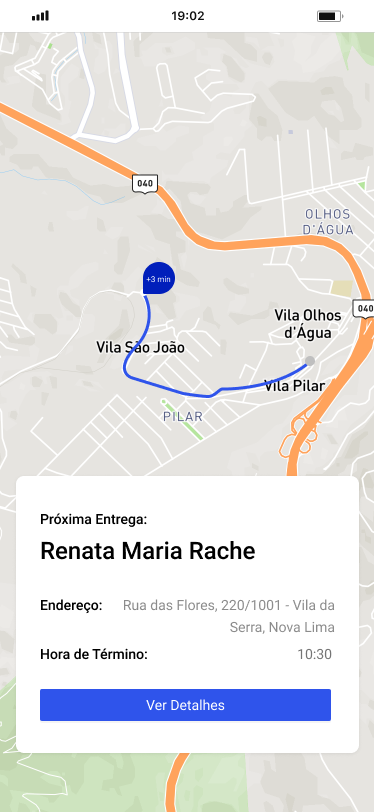 19:02
040
OLHOS
D'ÁGUA
+3 min
040
Vila Olhos
d'Água
Vila São João
Vila Pilar
PILAR
Próxima Entrega:
Renata Maria Rache
Endereço: Rua das Flores, 220/1001 - Vila da
Serra, Nova Lima
Hora de Término: 10:30
Ver Detalhes